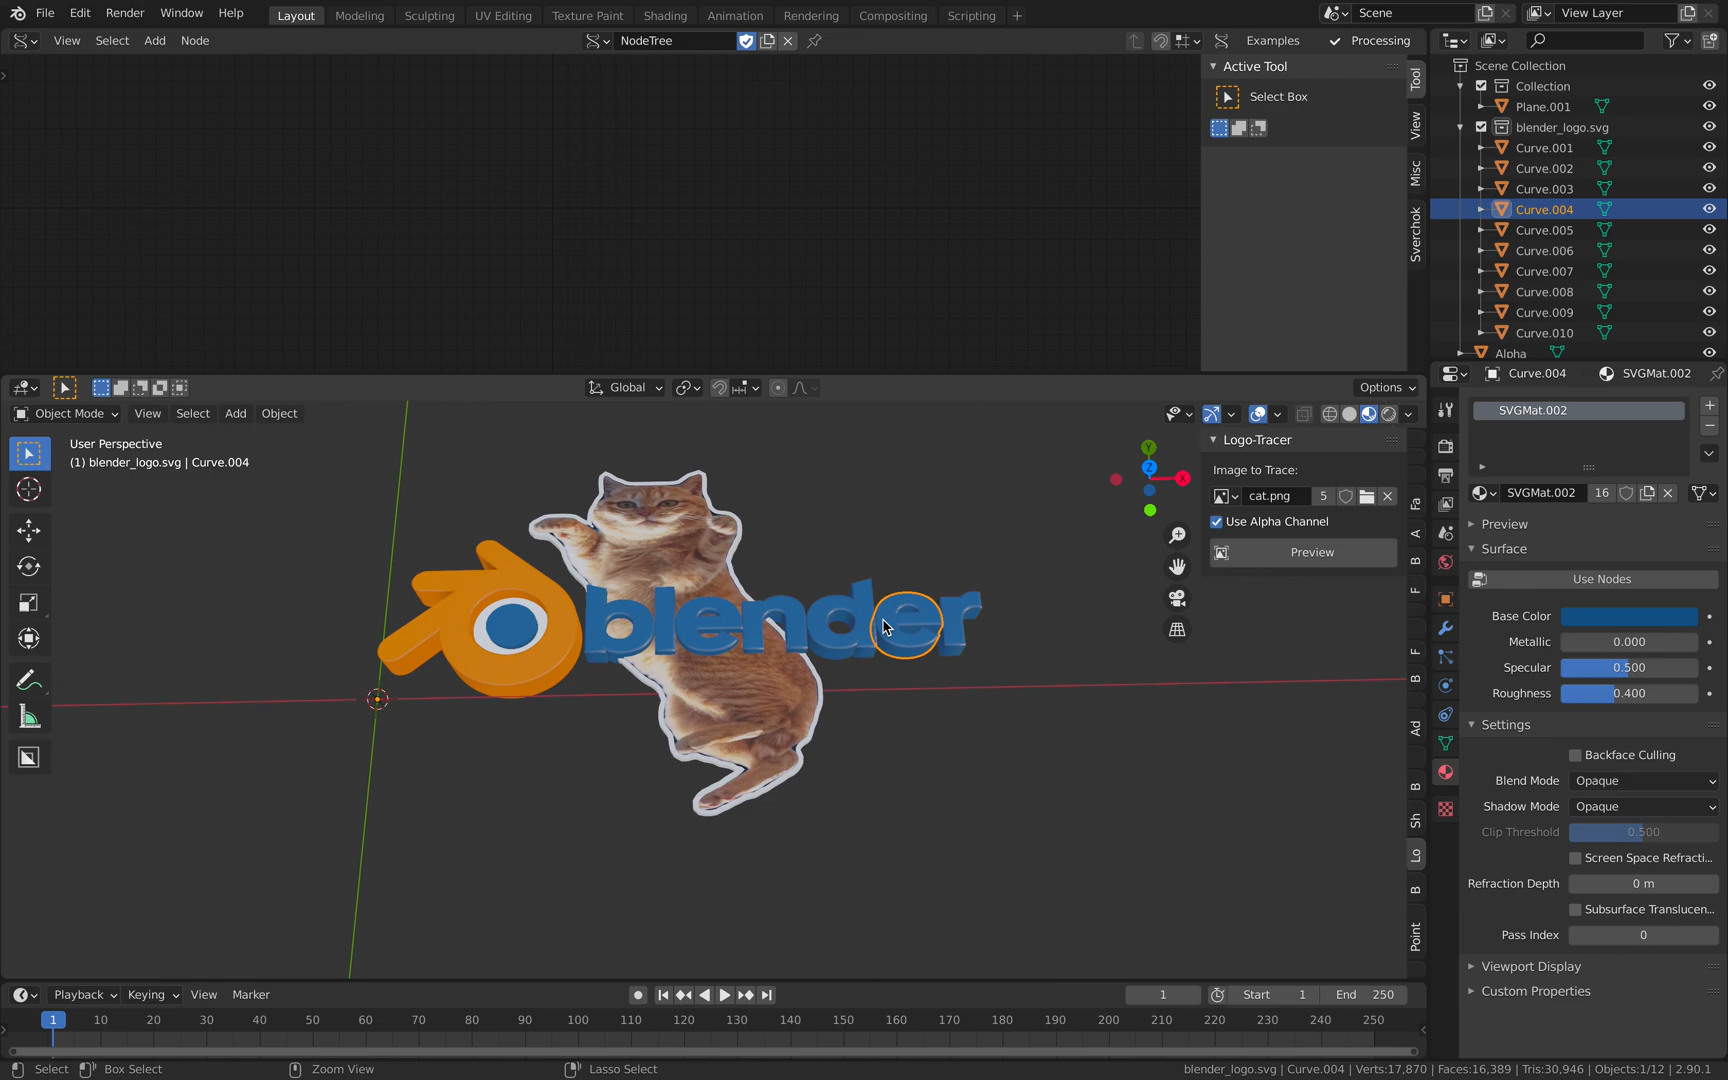 File Edit Render Window Help Layout Modeling Sculpting UV Editing Texture Paint Shading Animation Rendering Compositing Scripting + Scene View Layer
View Select Add Node NodeTree Examples Processing
Active Tool
Select Box
Tool
View
Misc
Sverchok
Scene Collection
Collection
Plane.001
blender_logo.svg
Curve.001
Curve.002
Curve.003
Curve.004
Curve.005
Curve.006
Curve.007
Curve.008
Curve.009
Curve.010
Alpha
Global Options
Object Mode View Select Add Object
User Perspective
(1) blender_logo.svg | Curve.004
blender
Y
Z
X
Logo-Tracer
Image to Trace:
cat.png 5
Use Alpha Channel
Preview
Fa
A
B
F
F
B
Ad
B
Sh
Lo
B
Point
Curve.004 SVGMat.002
SVGMat.002
SVGMat.002 16
Preview
Surface
Use Nodes
Base Color
Metallic 0.000
Specular 0.500
Roughness 0.400
Settings
Backface Culling
Blend Mode Opaque
Shadow Mode Opaque
Clip Threshold 0.500
Screen Space Refracti...
Refraction Depth 0 m
Subsurface Translucen...
Pass Index 0
Viewport Display
Custom Properties
Playback Keying View Marker 1 Start 1 End 250
1 10 20 30 40 50 60 70 80 90 100 110 120 130 140 150 160 170 180 190 200 210 220 230 240 250
Select Box Select Zoom View Lasso Select blender_logo.svg | Curve.004 | Verts:17,870 | Faces:16,389 | Tris:30,946 | Objects:1/12 | 2.90.1